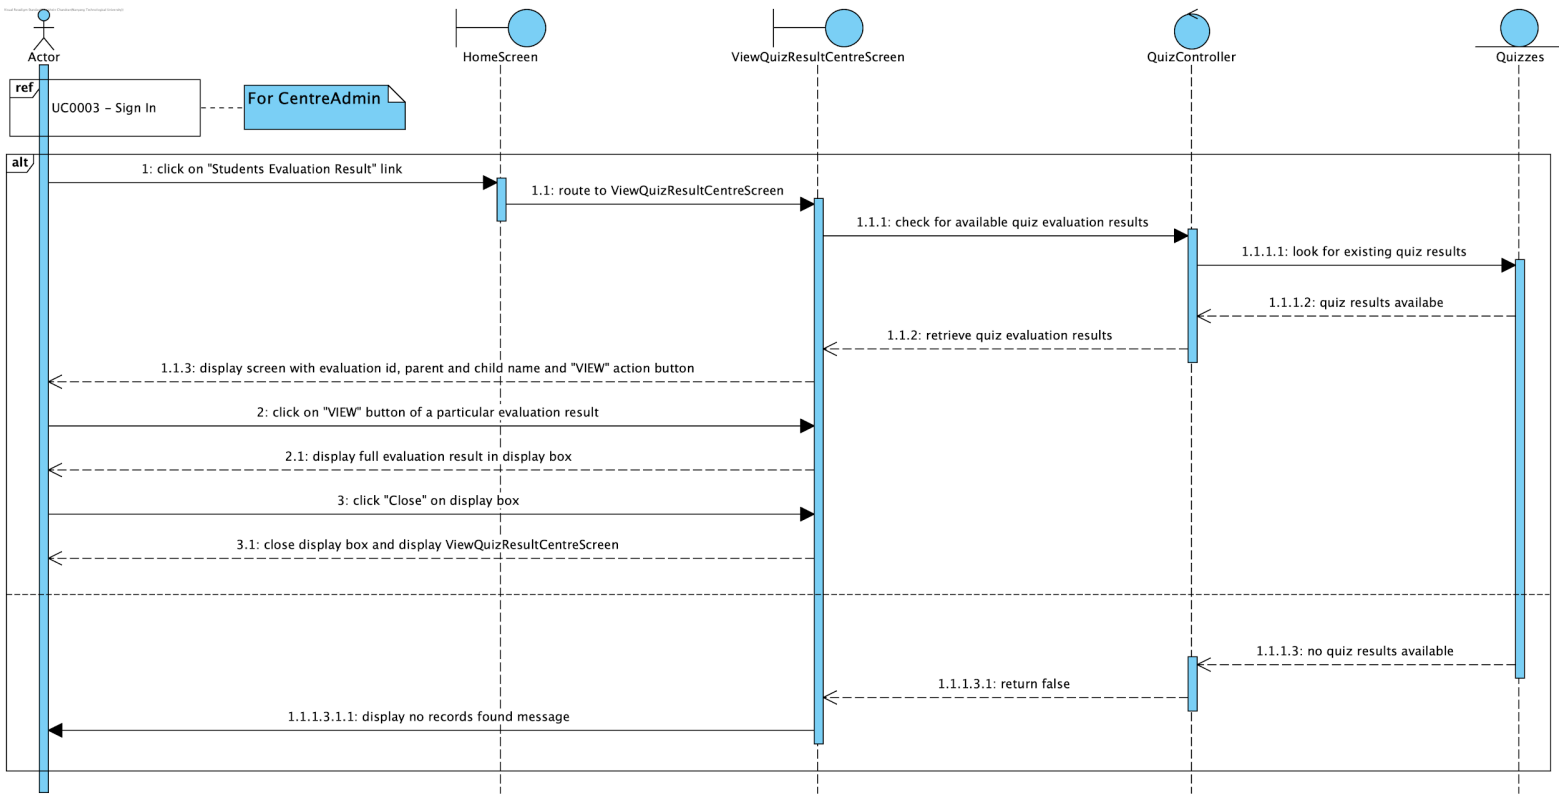 Actor
HomeScreen
ViewQuizResultCentreScreen
QuizController
Quizzes
ref
UC0003 - Sign In
For CentreAdmin
alt
1: click on "Students Evaluation Result" link
1.1: route to ViewQuizResultCentreScreen
1.1.1: check for available quiz evaluation results
1.1.1.1: look for existing quiz results
1.1.1.2: quiz results availabe
1.1.2: retrieve quiz evaluation results
1.1.3: display screen with evaluation id, parent and child name and "VIEW" action button
2: click on "VIEW" button of a particular evaluation result
2.1: display full evaluation result in display box
3: click "Close" on display box
3.1: close display box and display ViewQuizResultCentreScreen
1.1.1.3: no quiz results available
1.1.1.3.1: return false
1.1.1.3.1.1: display no records found message